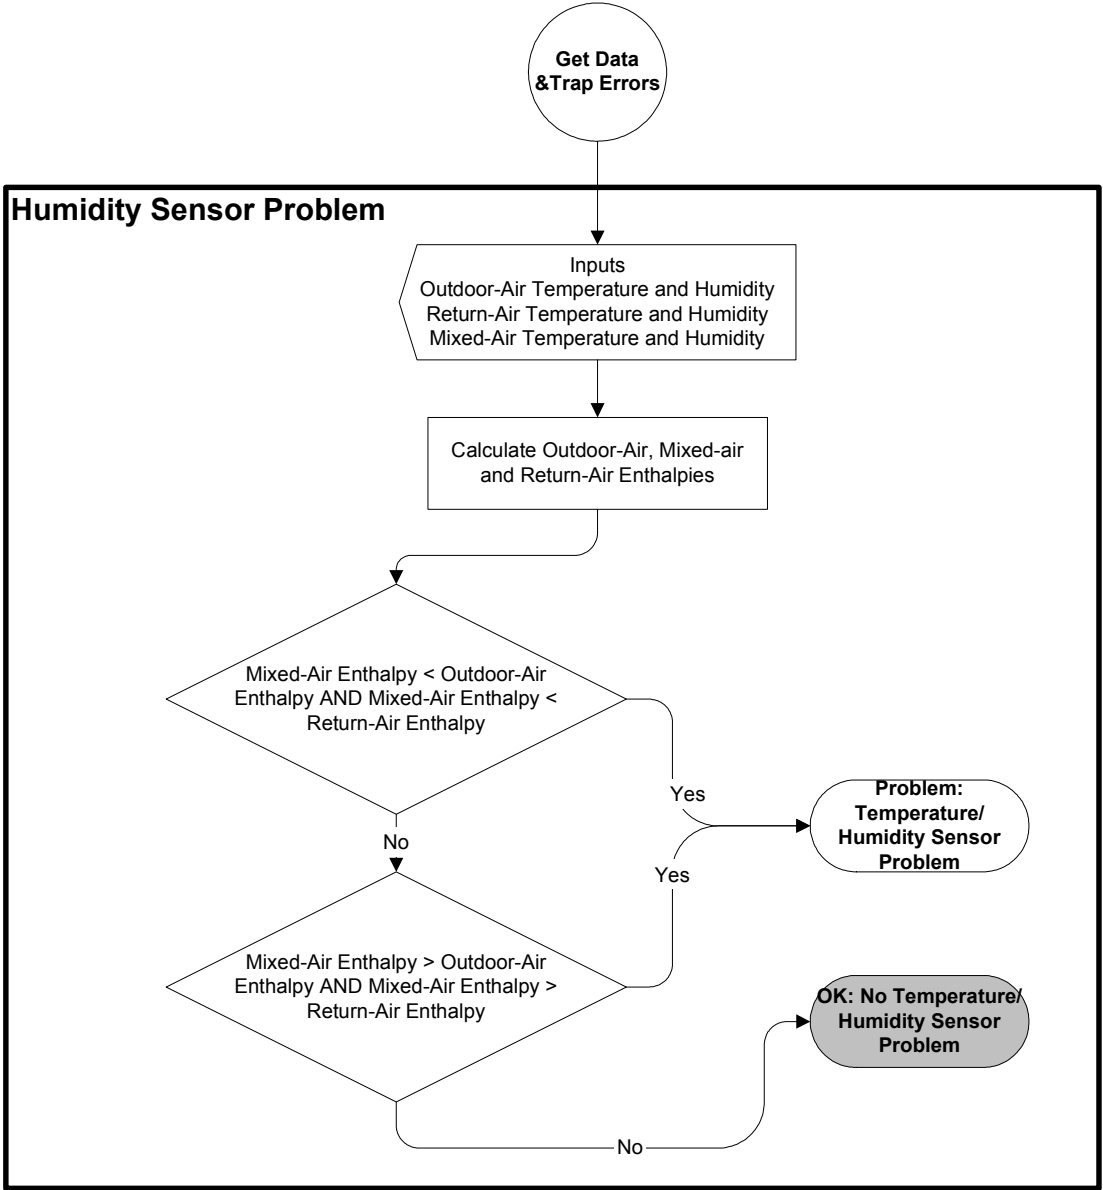 Get Data
&Trap Errors
Humidity Sensor Problem
Inputs
Outdoor-Air Temperature and Humidity
Return-Air Temperature and Humidity
Mixed-Air Temperature and Humidity
Calculate Outdoor-Air, Mixed-air
and Return-Air Enthalpies
Mixed-Air Enthalpy < Outdoor-Air
Enthalpy AND Mixed-Air Enthalpy <
Return-Air Enthalpy
Yes
Problem:
Temperature/
Humidity Sensor
Problem
No
Yes
Mixed-Air Enthalpy > Outdoor-Air
Enthalpy AND Mixed-Air Enthalpy >
Return-Air Enthalpy
OK: No Temperature/
Humidity Sensor
Problem
No